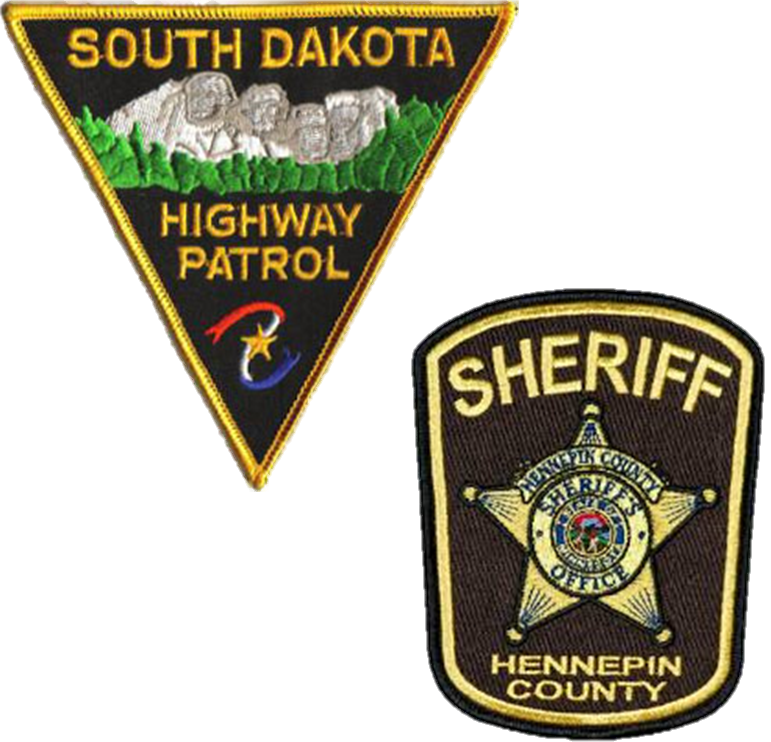 SOUTH DAKOTA
HIGHWAY
PATROL
SHERIFF
HENNEPIN COUNTY
SHERIFF'S
OFFICE
HENNEPIN
COUNTY